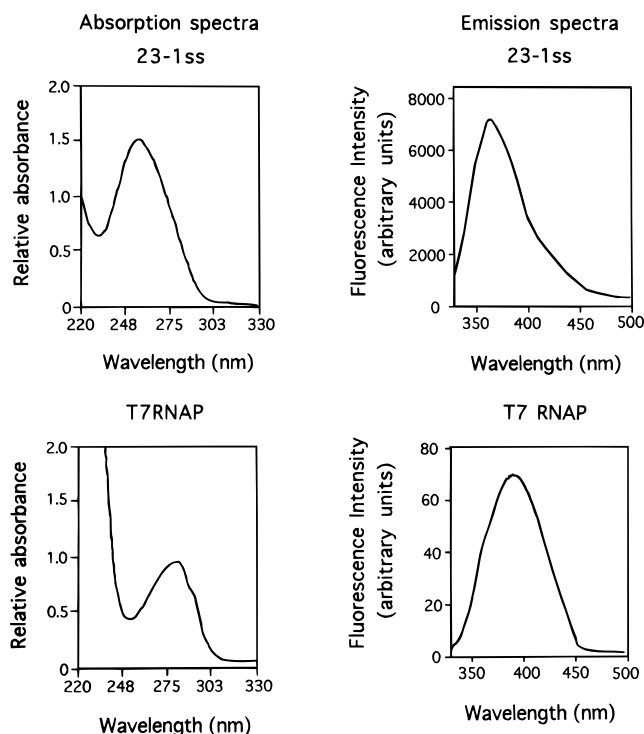 Absorption spectra
23-1ss
Relative absorbance
2.0
1.5
1.0
0.5
0
220 248 275 303 330
Wavelength (nm)
Emission spectra
23-1ss
Fluorescence Intensity
(arbitrary units)
8000
6000
4000
2000
0
350 400 450 500
Wavelength (nm)
T7RNAP
Relative absorbance
2.0
1.5
1.0
0.5
0
220 248 275 303 330
Wavelength (nm)
T7 RNAP
Fluorescence Intensity
(arbitrary units)
80
60
40
20
0
350 400 450 500
Wavelength (nm)